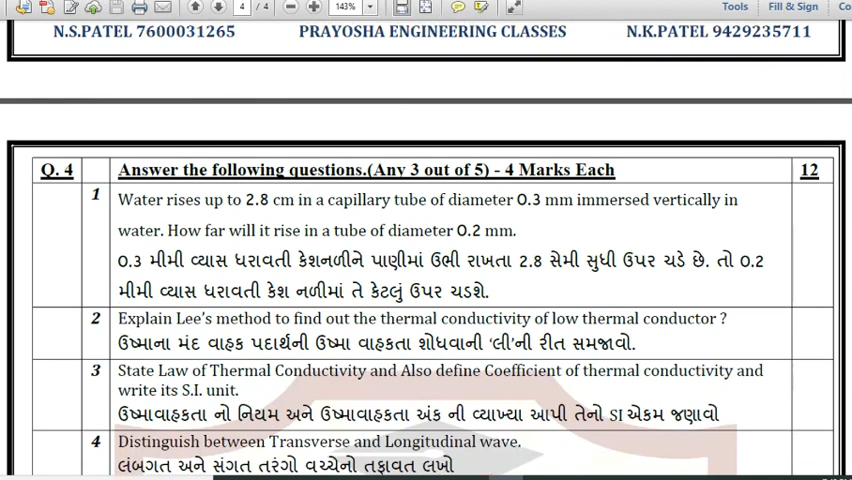 4 / 4 143% Tools Fill & Sign Co
N.S.PATEL 7600031265 PRAYOSHA ENGINEERING CLASSES N.K.PATEL 9429235711
Q. 4 Answer the following questions.(Any 3 out of 5) - 4 Marks Each 12
1 Water rises up to 2.8 cm in a capillary tube of diameter 0.3 mm immersed vertically in
water. How far will it rise in a tube of diameter 0.2 mm.
0.3 મીમી વ્યાસ ધરાવતી કેશનળીને પાણીમાં ઉભી રાખતા 2.8 સેમી સુધી ઉપર ચડે છે. તો 0.2
મીમી વ્યાસ ધરાવતી કેશ નળીમાં તે કેટલું ઉપર ચડશે.
2 Explain Lee's method to find out the thermal conductivity of low thermal conductor ?
ઉષ્માના મંદ વાહક પદાર્થની ઉષ્મા વાહકતા શોધવાની 'લી'ની રીત સમજાવો.
3 State Law of Thermal Conductivity and Also define Coefficient of thermal conductivity and
write its S.I. unit.
ઉષ્માવાહકતા નો નિયમ અને ઉષ્માવાહકતા અંક ની વ્યાખ્યા આપી તેનો SI એકમ જણાવો
4 Distinguish between Transverse and Longitudinal wave.
લંબગત અને સંગત તરંગો વચ્ચેનો તફાવત લખો